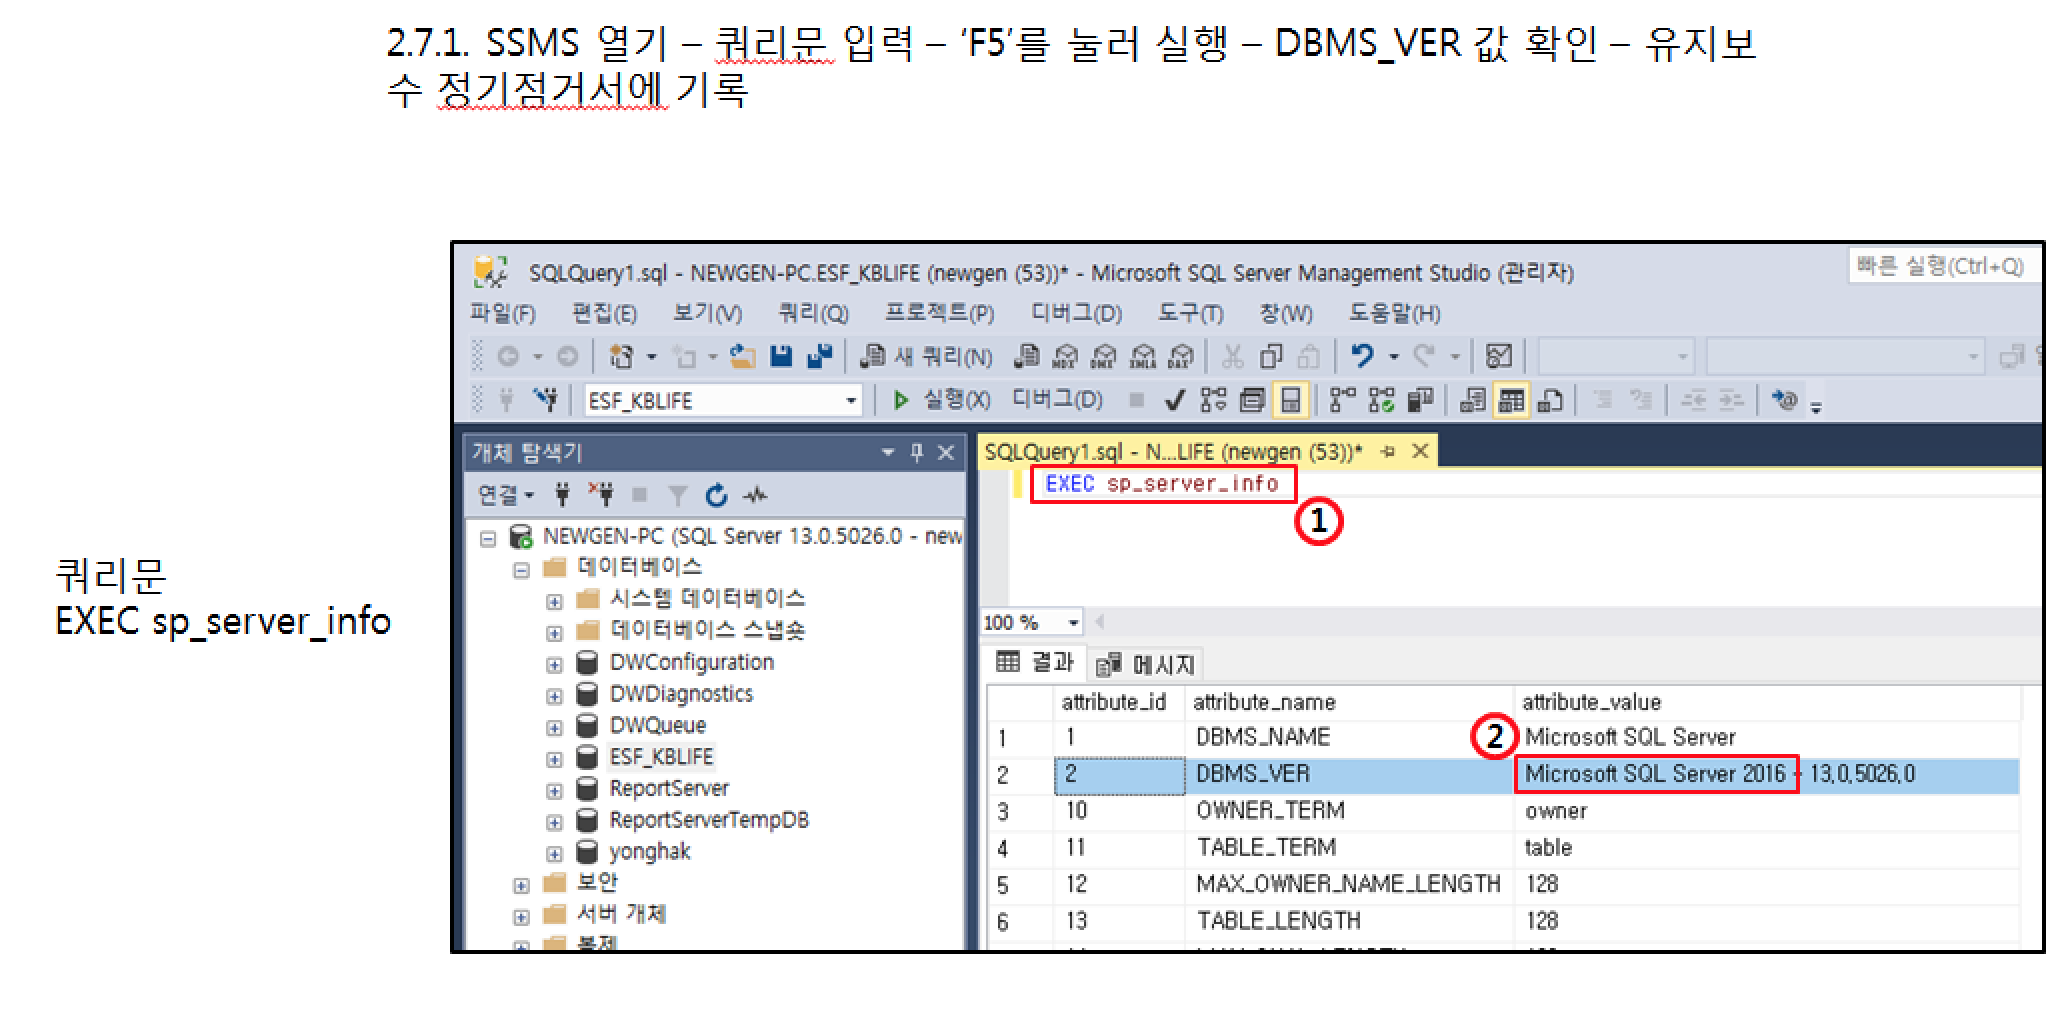 2.7.1. SSMS 열기 – 쿼리문 입력 – ‘F5’를 눌러 실행 – DBMS_VER 값 확인 – 유지보
수 정기점거서에 기록
쿼리문
EXEC sp_server_info
SQLQuery1.sql - NEWGEN-PC.ESF_KBLIFE (newgen (53))* - Microsoft SQL Server Management Studio (관리자)
빠른 실행(Ctrl+Q)
파일(F) 편집(E) 보기(V) 쿼리(Q) 프로젝트(P) 디버그(D) 도구(T) 창(W) 도움말(H)
새 쿼리(N) MDX DMX XMLA DAX
ESF_KBLIFE 실행(X) 디버그(D)
개체 탐색기
연결
NEWGEN-PC (SQL Server 13.0.5026.0 - new
데이터베이스
시스템 데이터베이스
데이터베이스 스냅숏
DWConfiguration
DWDiagnostics
DWQueue
ESF_KBLIFE
ReportServer
ReportServerTempDB
yonghak
보안
서버 개체
복제
SQLQuery1.sql - N...LIFE (newgen (53))*
EXEC sp_server_info
1
100 %
결과 메시지
attribute_id attribute_name attribute_value
1 1 DBMS_NAME Microsoft SQL Server
2
2 2 DBMS_VER Microsoft SQL Server 2016 - 13.0.5026.0
3 10 OWNER_TERM owner
4 11 TABLE_TERM table
5 12 MAX_OWNER_NAME_LENGTH 128
6 13 TABLE_LENGTH 128